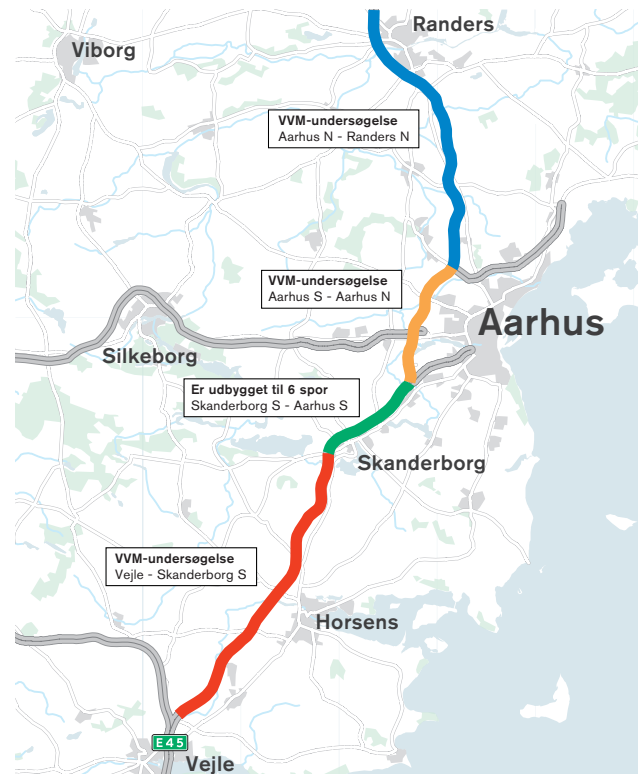 Randers
Viborg
VVM-undersøgelse
Aarhus N - Randers N
VVM-undersøgelse
Aarhus S - Aarhus N
Aarhus
Silkeborg
Er udbygget til 6 spor
Skanderborg S - Aarhus S
Skanderborg
VVM-undersøgelse
Vejle - Skanderborg S
Horsens
E45
Vejle